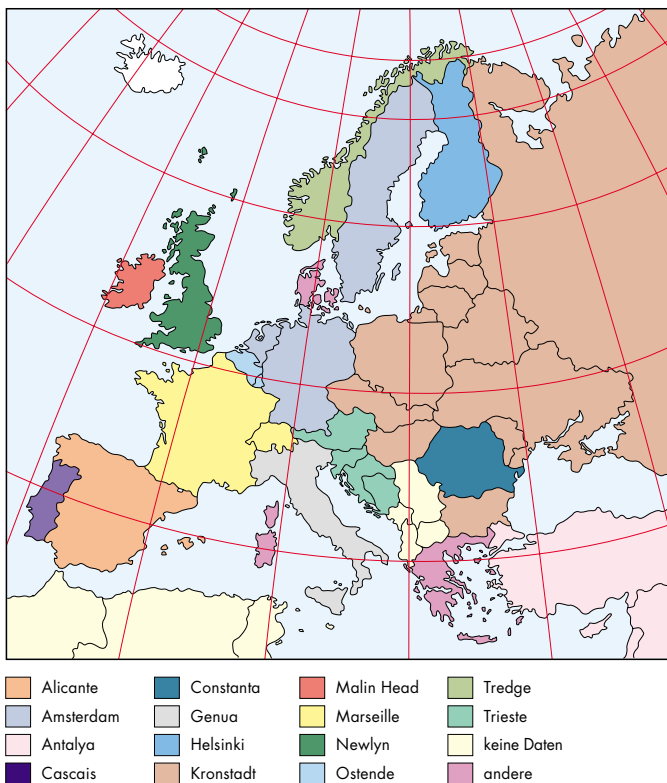 Alicante
Amsterdam
Antalya
Cascais
Constanta
Genua
Helsinki
Kronstadt
Malin Head
Marseille
Newlyn
Ostende
Tredge
Trieste
keine Daten
andere